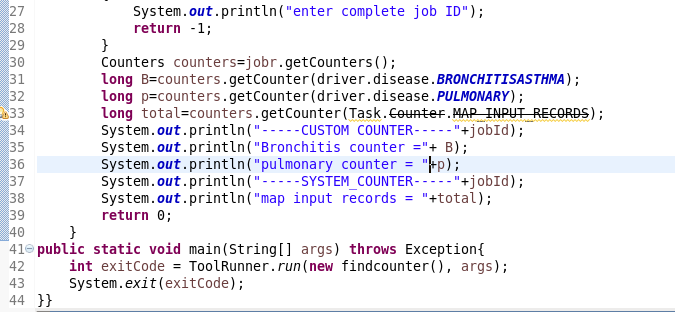 27 System.out.println("enter complete job ID");
28 return -1;
29 }
30 Counters counters=jobr.getCounters();
31 long B=counters.getCounter(driver.disease.BRONCHITISASTHMA);
32 long p=counters.getCounter(driver.disease.PULMONARY);
33 long total=counters.getCounter(Task.Counter.MAP_INPUT_RECORDS);
34 System.out.println("-----CUSTOM COUNTER-----"+jobId);
35 System.out.println("Bronchitis counter ="+ B);
36 System.out.println("pulmonary counter = "+p);
37 System.out.println("-----SYSTEM_COUNTER-----"+jobId);
38 System.out.println("map input records = "+total);
39 return 0;
40 }
41 public static void main(String[] args) throws Exception{
42 int exitCode = ToolRunner.run(new findcounter(), args);
43 System.exit(exitCode);
44 }}